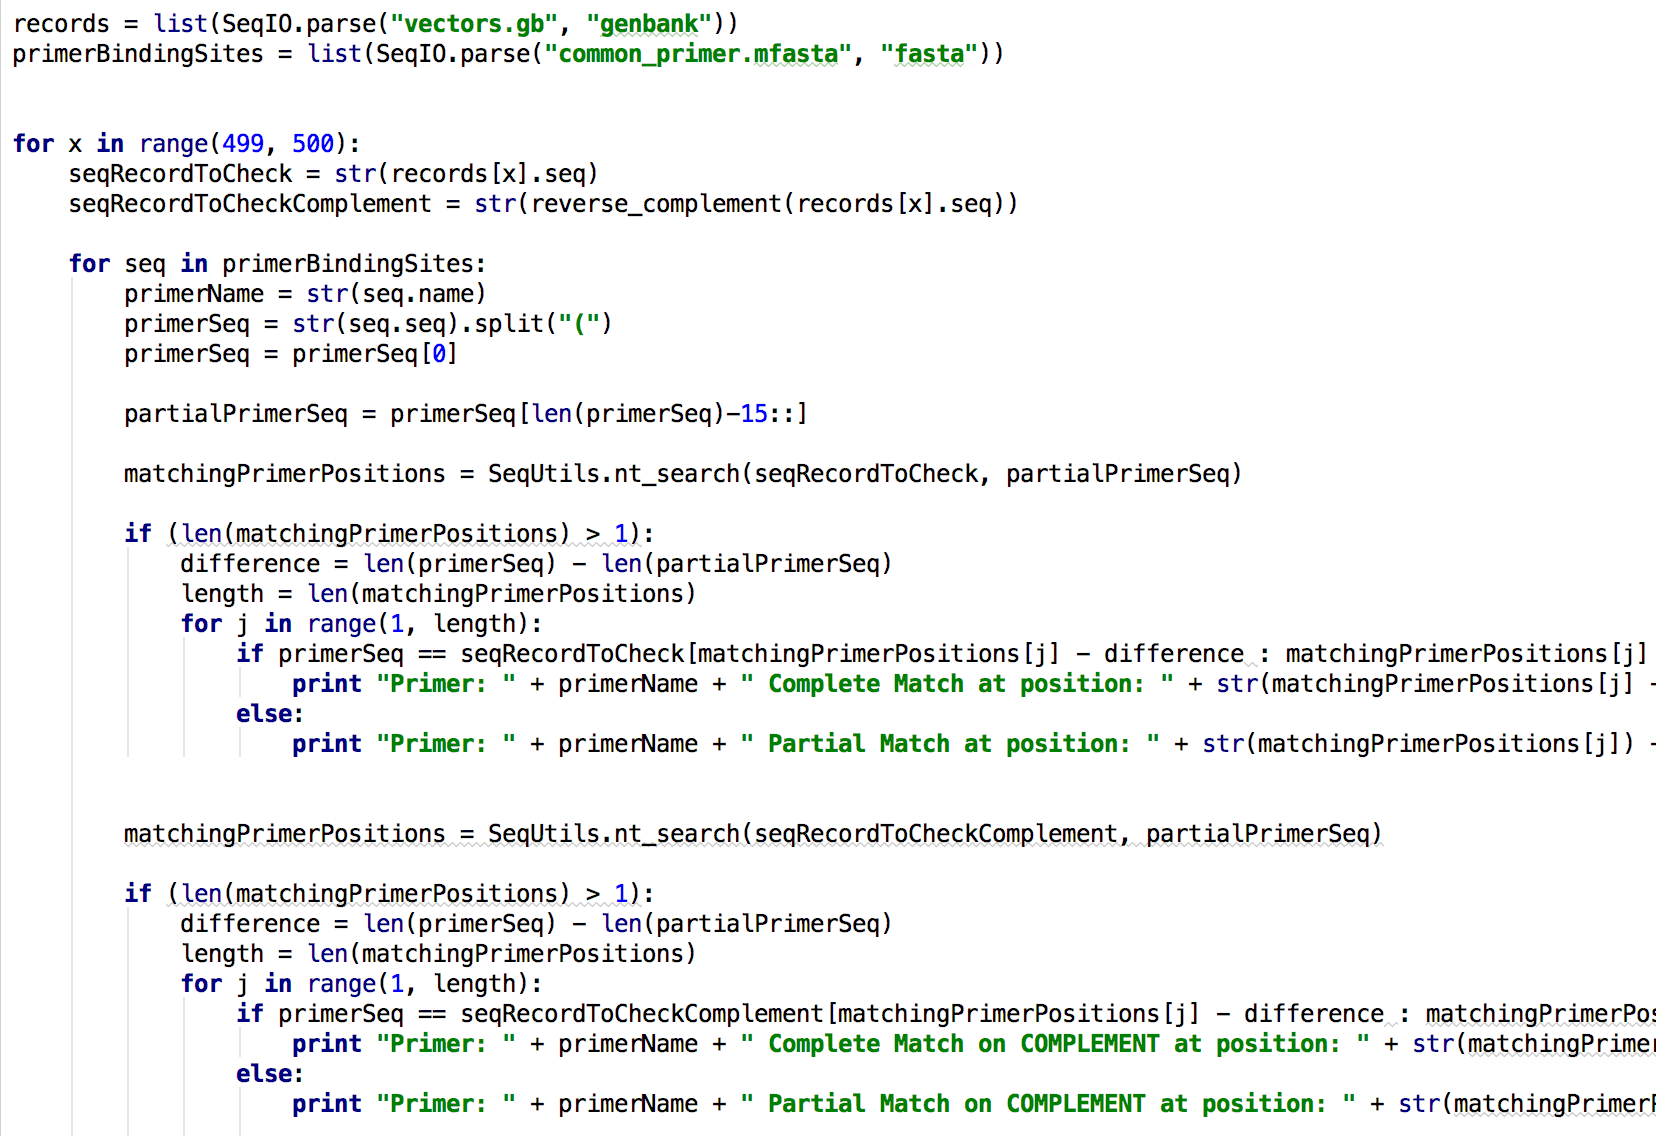 records = list(SeqIO.parse("vectors.gb", "genbank"))
primerBindingSites = list(SeqIO.parse("common_primer.mfasta", "fasta"))
for x in range(499, 500):
    seqRecordToCheck = str(records[x].seq)
    seqRecordToCheckComplement = str(reverse_complement(records[x].seq))
    for seq in primerBindingSites:
        primerName = str(seq.name)
        primerSeq = str(seq.seq).split("(")
        primerSeq = primerSeq[0]
        partialPrimerSeq = primerSeq[len(primerSeq)-15::]
        matchingPrimerPositions = SeqUtils.nt_search(seqRecordToCheck, partialPrimerSeq)
        if (len(matchingPrimerPositions) > 1):
            difference = len(primerSeq) - len(partialPrimerSeq)
            length = len(matchingPrimerPositions)
            for j in range(1, length):
                if primerSeq == seqRecordToCheck[matchingPrimerPositions[j] - difference : matchingPrimerPositions[j]
                    print "Primer: " + primerName + " Complete Match at position: " + str(matchingPrimerPositions[j] -
                else:
                    print "Primer: " + primerName + " Partial Match at position: " + str(matchingPrimerPositions[j]) -
        matchingPrimerPositions = SeqUtils.nt_search(seqRecordToCheckComplement, partialPrimerSeq)
        if (len(matchingPrimerPositions) > 1):
            difference = len(primerSeq) - len(partialPrimerSeq)
            length = len(matchingPrimerPositions)
            for j in range(1, length):
                if primerSeq == seqRecordToCheckComplement[matchingPrimerPositions[j] - difference : matchingPrimerPos
                    print "Primer: " + primerName + " Complete Match on COMPLEMENT at position: " + str(matchingPrimer
                else:
                    print "Primer: " + primerName + " Partial Match on COMPLEMENT at position: " + str(matchingPrimer